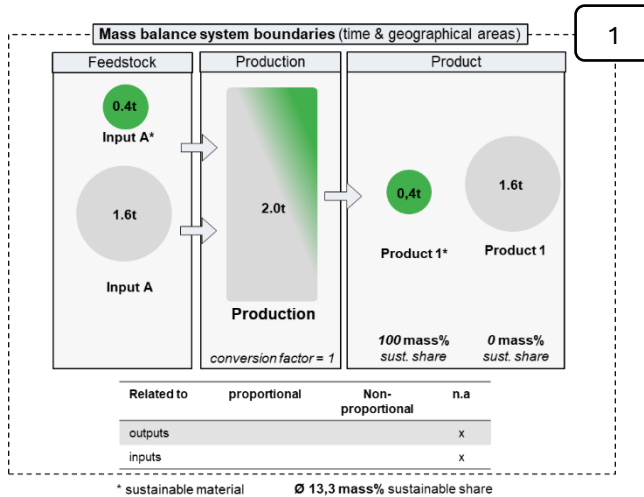 Mass balance system boundaries (time & geographical areas)
1
Feedstock
Production
Product
0.4t
Input A*
1.6t
Input A
2.0t
Production
conversion factor = 1
0,4t
Product 1*
1.6t
Product 1
100 mass%
sust. share
0 mass%
sust. share
Related to proportional Non-proportional n.a
outputs x
inputs x
* sustainable material Ø 13,3 mass% sustainable share